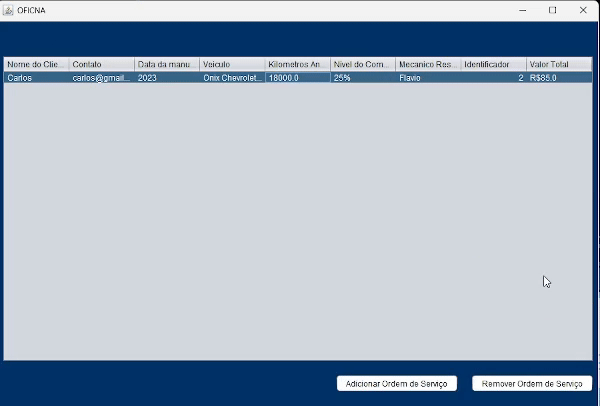 OFICNA
Nome do Clie... Contato Data da manu... Veiculo Kilometros An... Nivel do Com... Mecanico Res... Identificador Valor Total
Carlos carlos@gmail... 2023 Onix Chevrolet... 18000.0 25% Flavio 2 R$85.0
Adicionar Ordem de Serviço Remover Ordem de Serviço